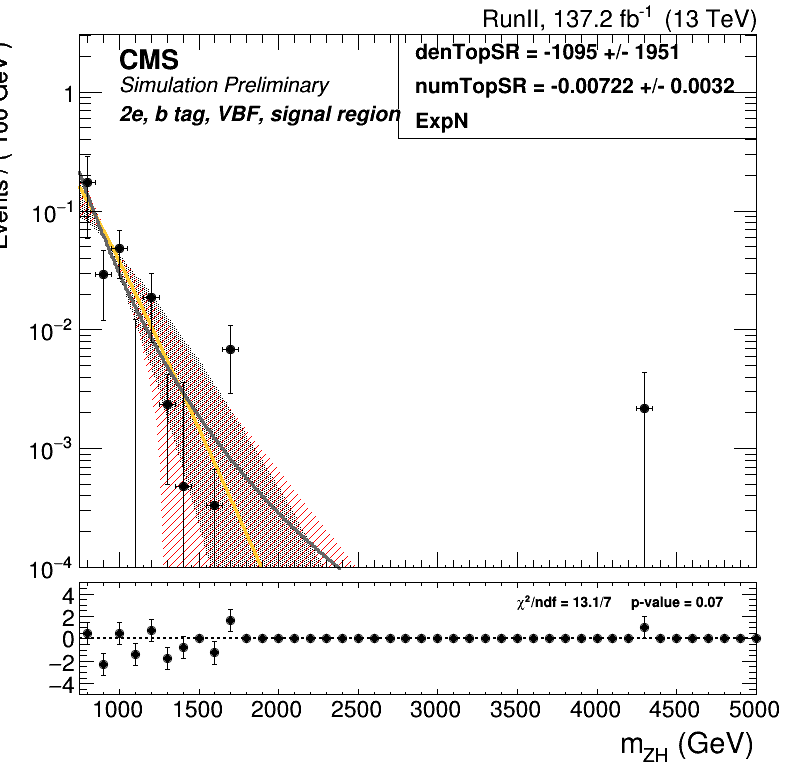 RunII, 137.2 fb⁻¹ (13 TeV)
CMS
Simulation Preliminary
2e, b tag, VBF, signal region
denTopSR = -1095 +/- 1951
numTopSR = -0.00722 +/- 0.0032
ExpN
Events / ( 100 GeV )
1
10⁻¹
10⁻²
10⁻³
10⁻⁴
χ²/ndf = 13.1/7 p-value = 0.07
4
2
0
−2
−4
1000 1500 2000 2500 3000 3500 4000 4500 5000
m_ZH (GeV)